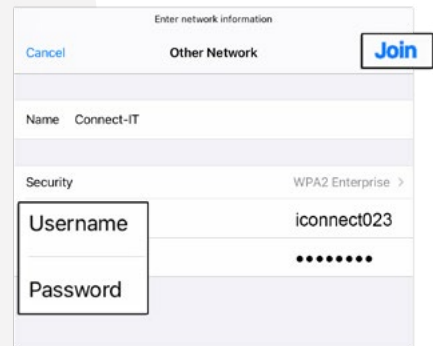 Enter network information
Cancel Other Network Join
Name Connect-IT
Security WPA2 Enterprise >
Username iconnect023
Password ••••••••